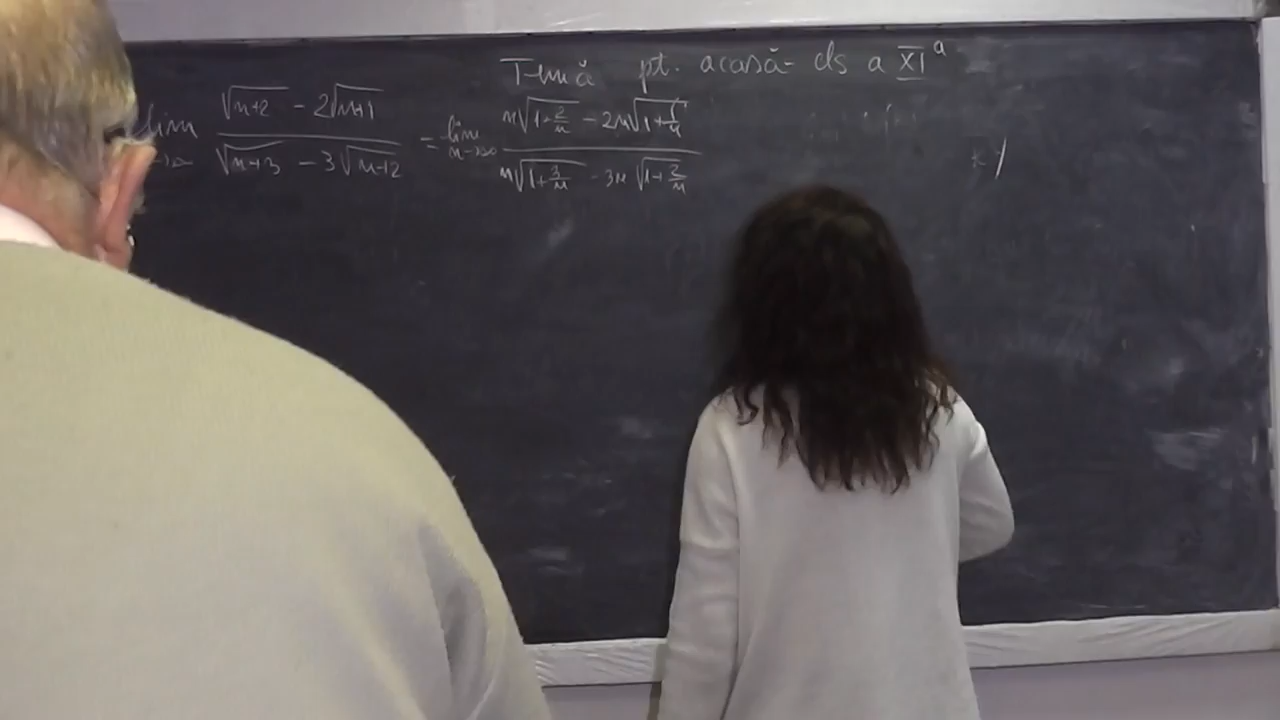 Temă pt. acasă - cls a XI a
lim n→∞ (√(n+2) - 2√(n+1)) / (√(n+3) - 3√(n+2)) = lim n→∞ (n√(1+2/n) - 2n√(1+1/n)) / (n√(1+3/n) - 3n√(1+2/n))